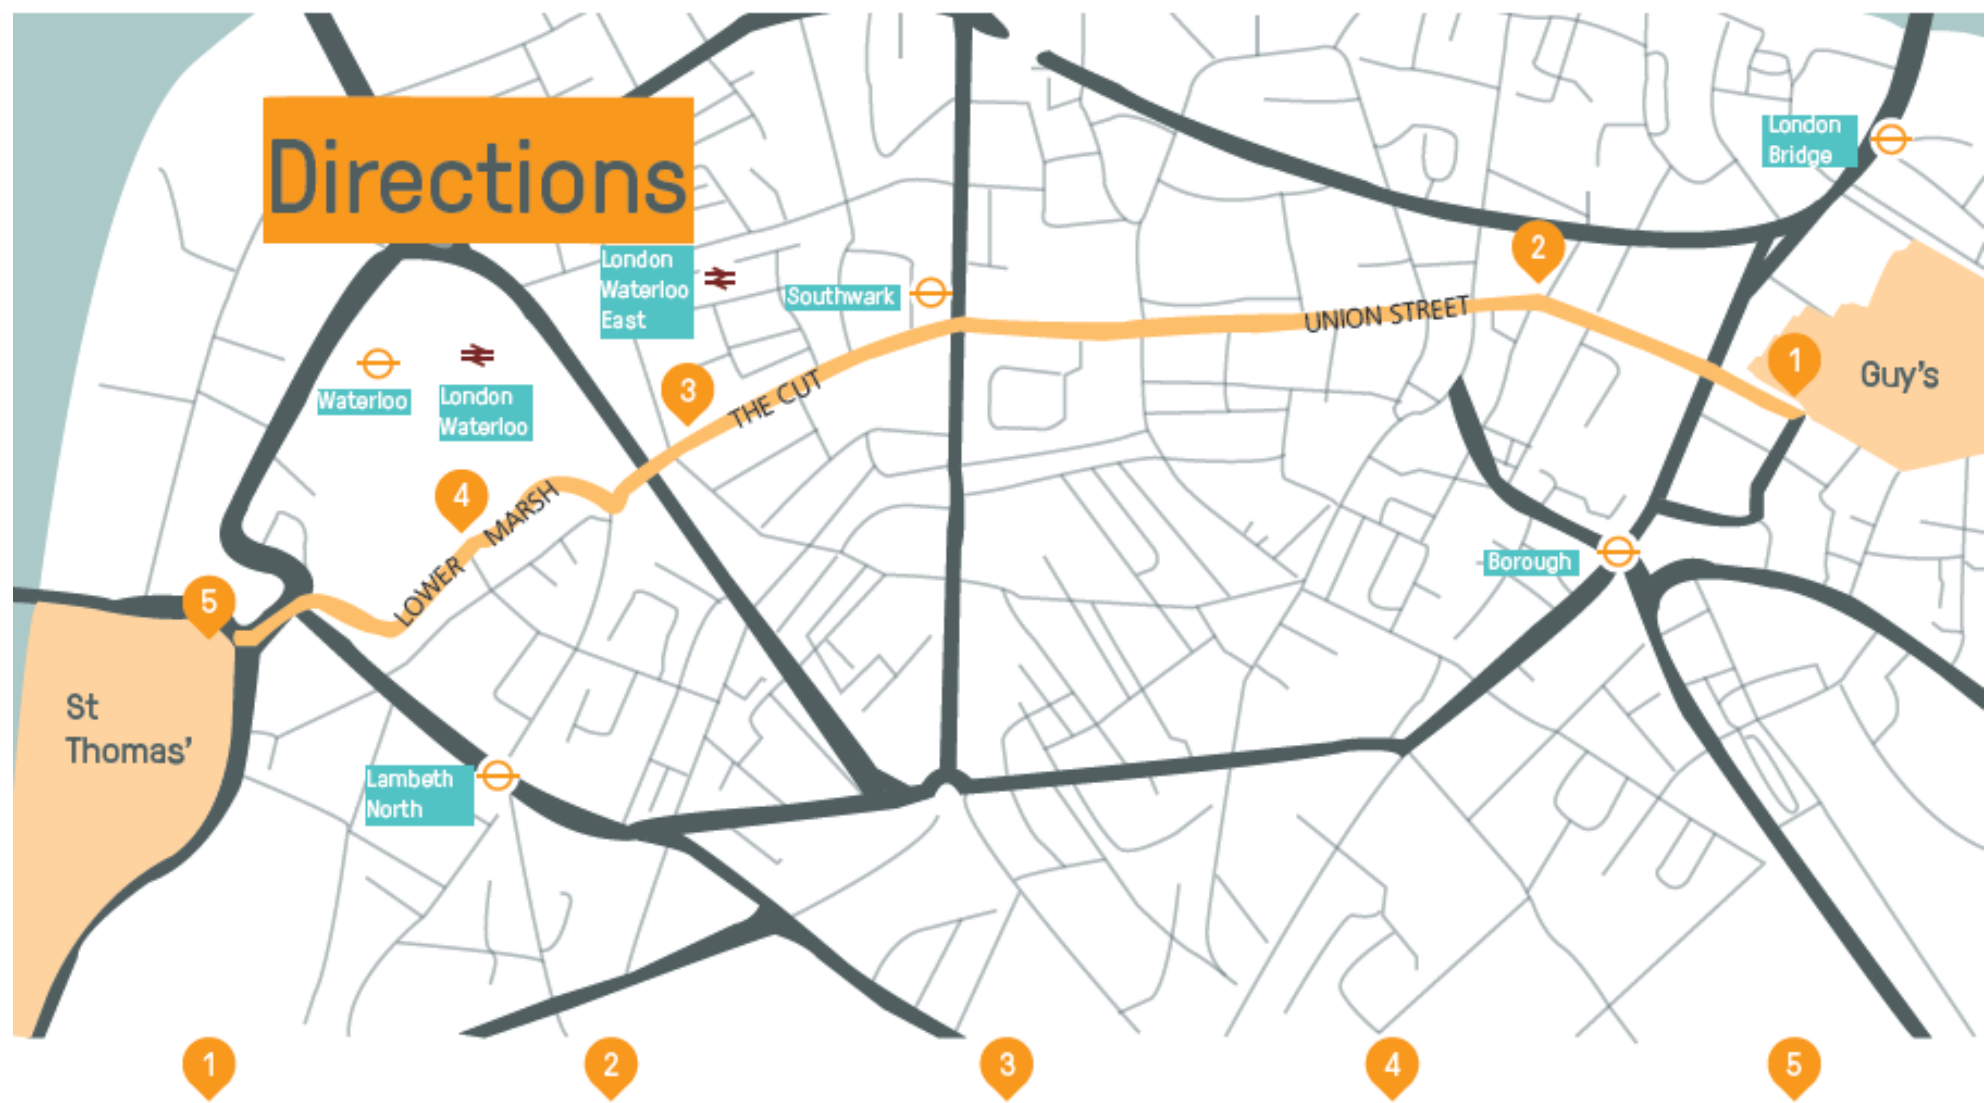 Directions
London
Bridge
2
London
Waterloo
East
Southwark
UNION STREET
1
Guy's
3
THE CUT
Waterloo
London
Waterloo
4
LOWER MARSH
Borough
5
St
Thomas'
Lambeth
North
1
2
3
4
5